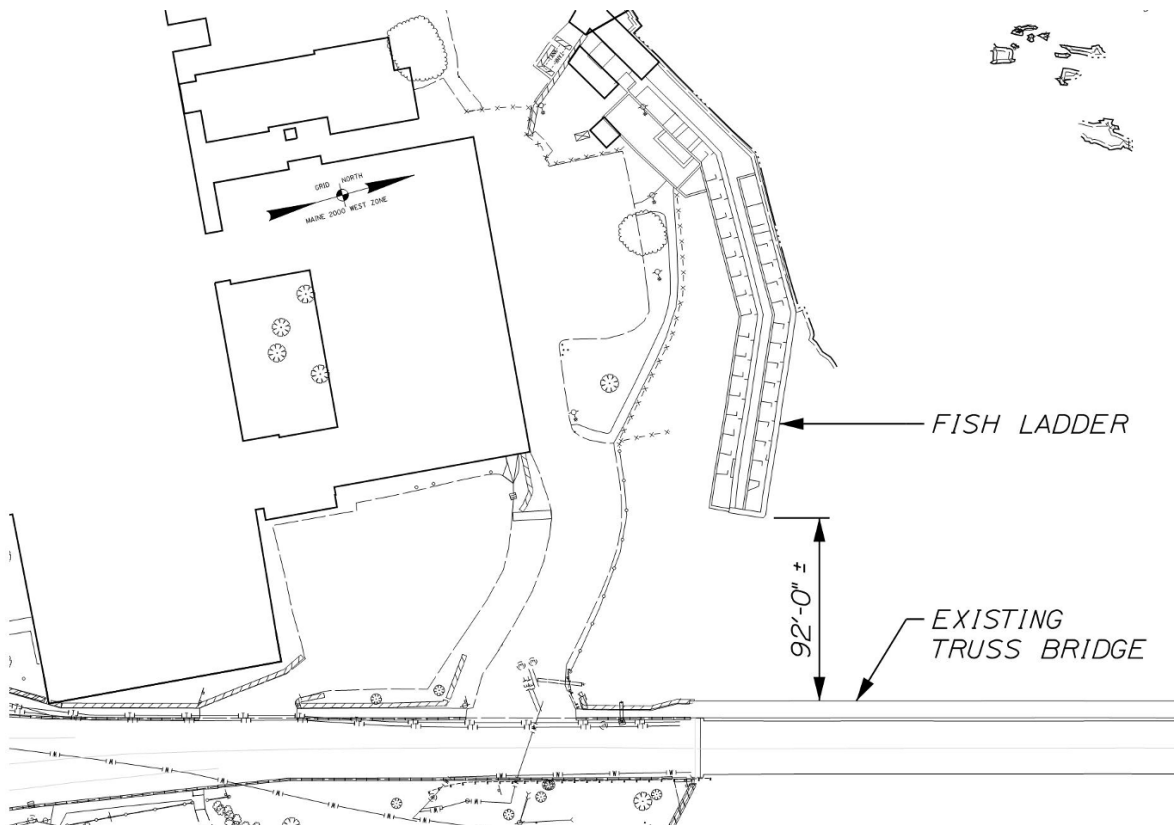 GRID NORTH
MAINE 2000 WEST ZONE
FISH LADDER
92'-0" ±
EXISTING
TRUSS BRIDGE